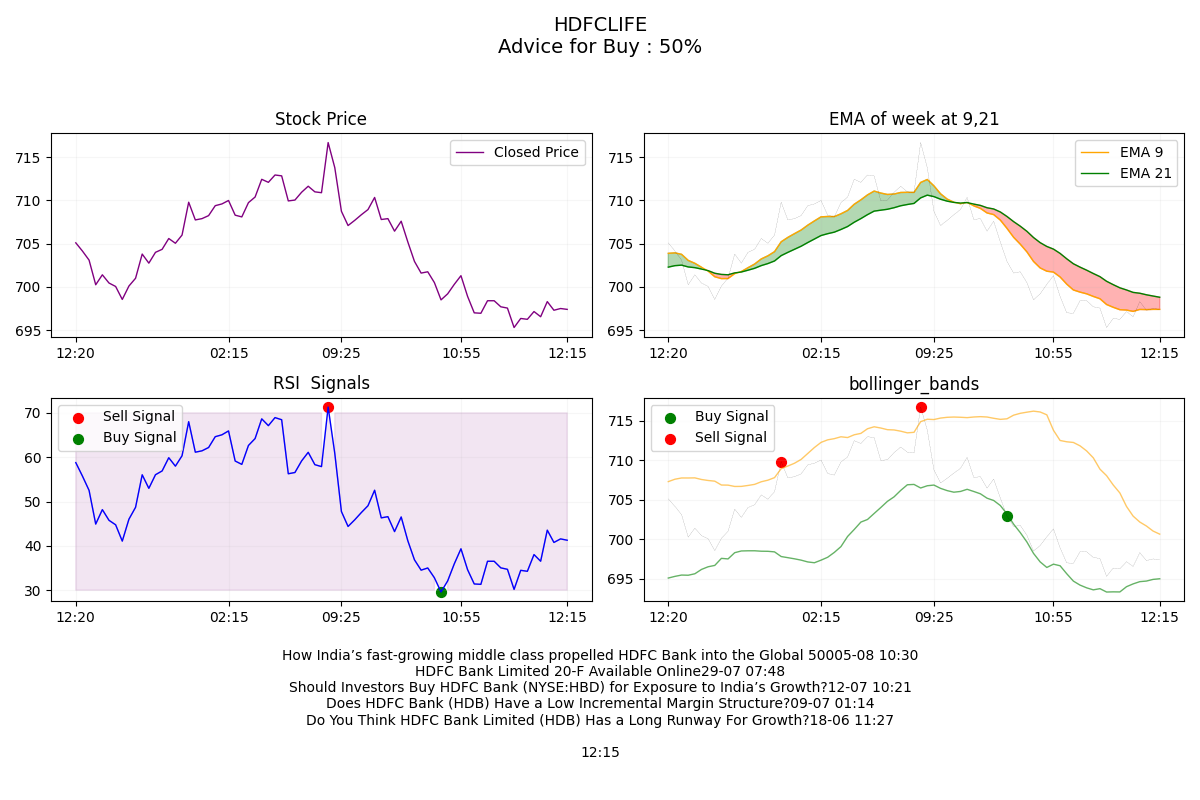 HDFCLIFE
Advice for Buy : 50%
Stock Price
715
710
705
700
695
Closed Price
12:20
02:15
09:25
10:55
12:15
EMA of week at 9,21
715
710
705
700
695
EMA 9
EMA 21
12:20
02:15
09:25
10:55
12:15
RSI  Signals
70
60
50
40
30
Sell Signal
Buy Signal
12:20
02:15
09:25
10:55
12:15
bollinger_bands
715
710
705
700
695
Buy Signal
Sell Signal
12:20
02:15
09:25
10:55
12:15
How India’s fast-growing middle class propelled HDFC Bank into the Global 50005-08 10:30
HDFC Bank Limited 20-F Available Online29-07 07:48
Should Investors Buy HDFC Bank (NYSE:HBD) for Exposure to India’s Growth?12-07 10:21
Does HDFC Bank (HDB) Have a Low Incremental Margin Structure?09-07 01:14
Do You Think HDFC Bank Limited (HDB) Has a Long Runway For Growth?18-06 11:27
12:15